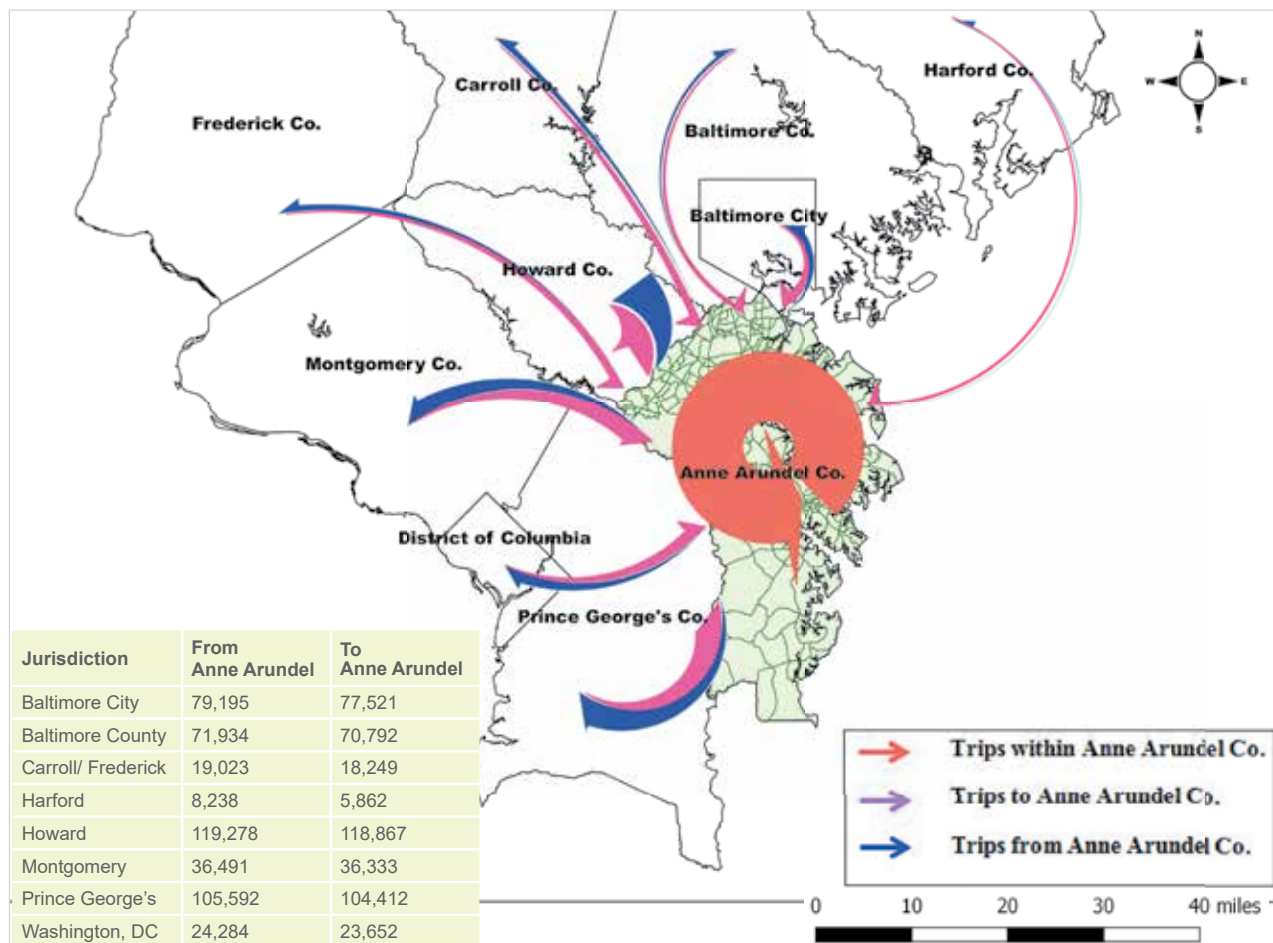 N
W E
S
Harford Co.
Carroll Co.
Frederick Co.
Baltimore Co.
Baltimore City
Howard Co.
Montgomery Co.
Anne Arundel Co.
District of Columbia
Prince George's Co.
Jurisdiction From Anne Arundel To Anne Arundel
Baltimore City 79,195 77,521
Baltimore County 71,934 70,792
Carroll/ Frederick 19,023 18,249
Harford 8,238 5,862
Howard 119,278 118,867
Montgomery 36,491 36,333
Prince George’s 105,592 104,412
Washington, DC 24,284 23,652
Trips within Anne Arundel Co.
Trips to Anne Arundel Co.
Trips from Anne Arundel Co.
0 10 20 30 40 miles